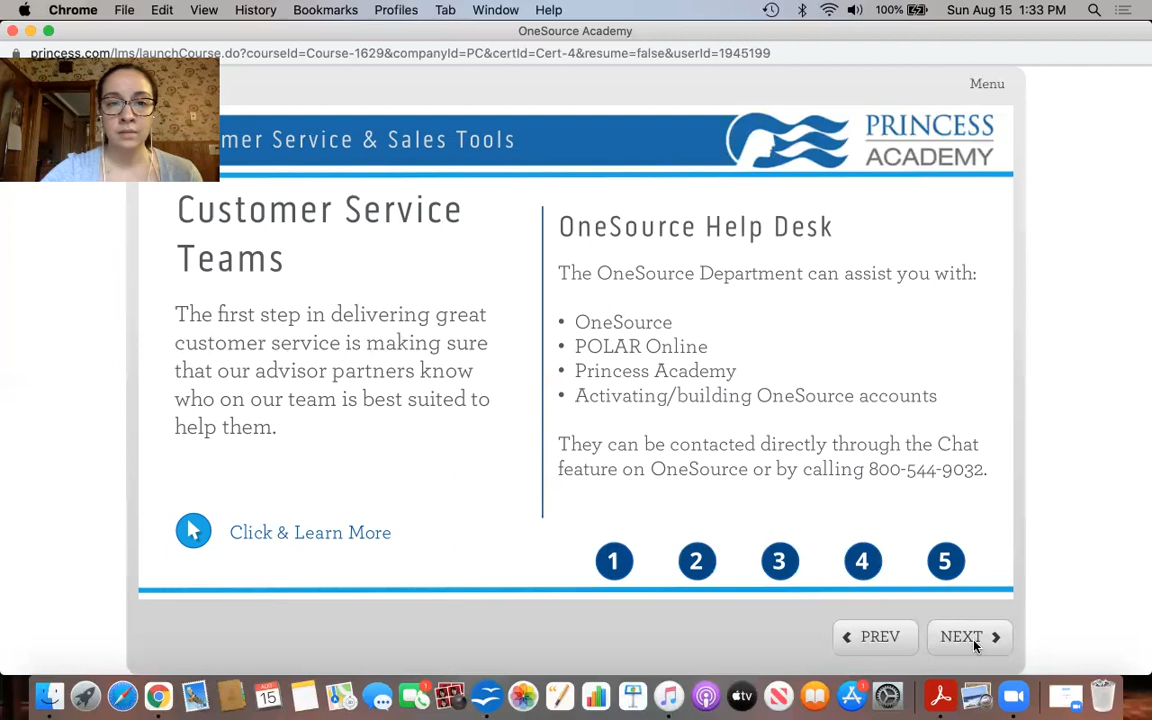 Chrome File Edit View History Bookmarks Profiles Tab Window Help 100% Sun Aug 15 1:33 PM
OneSource Academy
princess.com/lms/launchCourse.do?courseId=Course-1629&companyId=PC&certId=Cert-4&resume=false&userId=1945199
Menu
mer Service & Sales Tools
PRINCESS
ACADEMY
Customer Service
Teams
The first step in delivering great
customer service is making sure
that our advisor partners know
who on our team is best suited to
help them.
Click & Learn More
OneSource Help Desk
The OneSource Department can assist you with:
• OneSource
• POLAR Online
• Princess Academy
• Activating/building OneSource accounts
They can be contacted directly through the Chat
feature on OneSource or by calling 800-544-9032.
1 2 3 4 5
PREV NEXT
AUG
15
1
tv
1